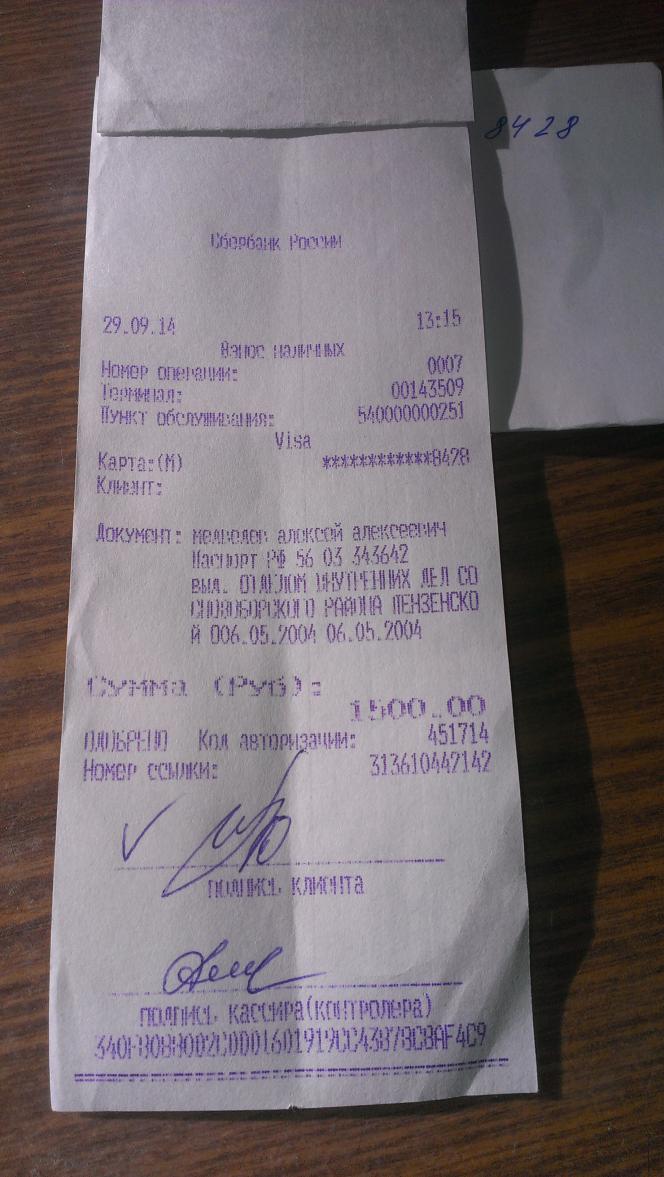 8428
Сбербанк России
29.09.14 13:15
Взнос наличных
Номер операции: 0007
Терминал: 00143509
Пункт обслуживания: 540000000251
Visa
Карта:(М) ************8428
Клиент:
Документ: медведев алексей алексеевич
Паспорт РФ 56 03 343642
выд. ОТДЕЛОМ ВНУТРЕННИХ ДЕЛ СО
СНОВОБОРСКОГО РАЙОНА ПЕНЗЕНСКО
Й О06.05.2004 06.05.2004
Сумма (Руб):
1500.00
ОДОБРЕНО Код авторизации: 451714
Номер ссылки: 313610442142
подпись клиента
подпись кассира(контролера)